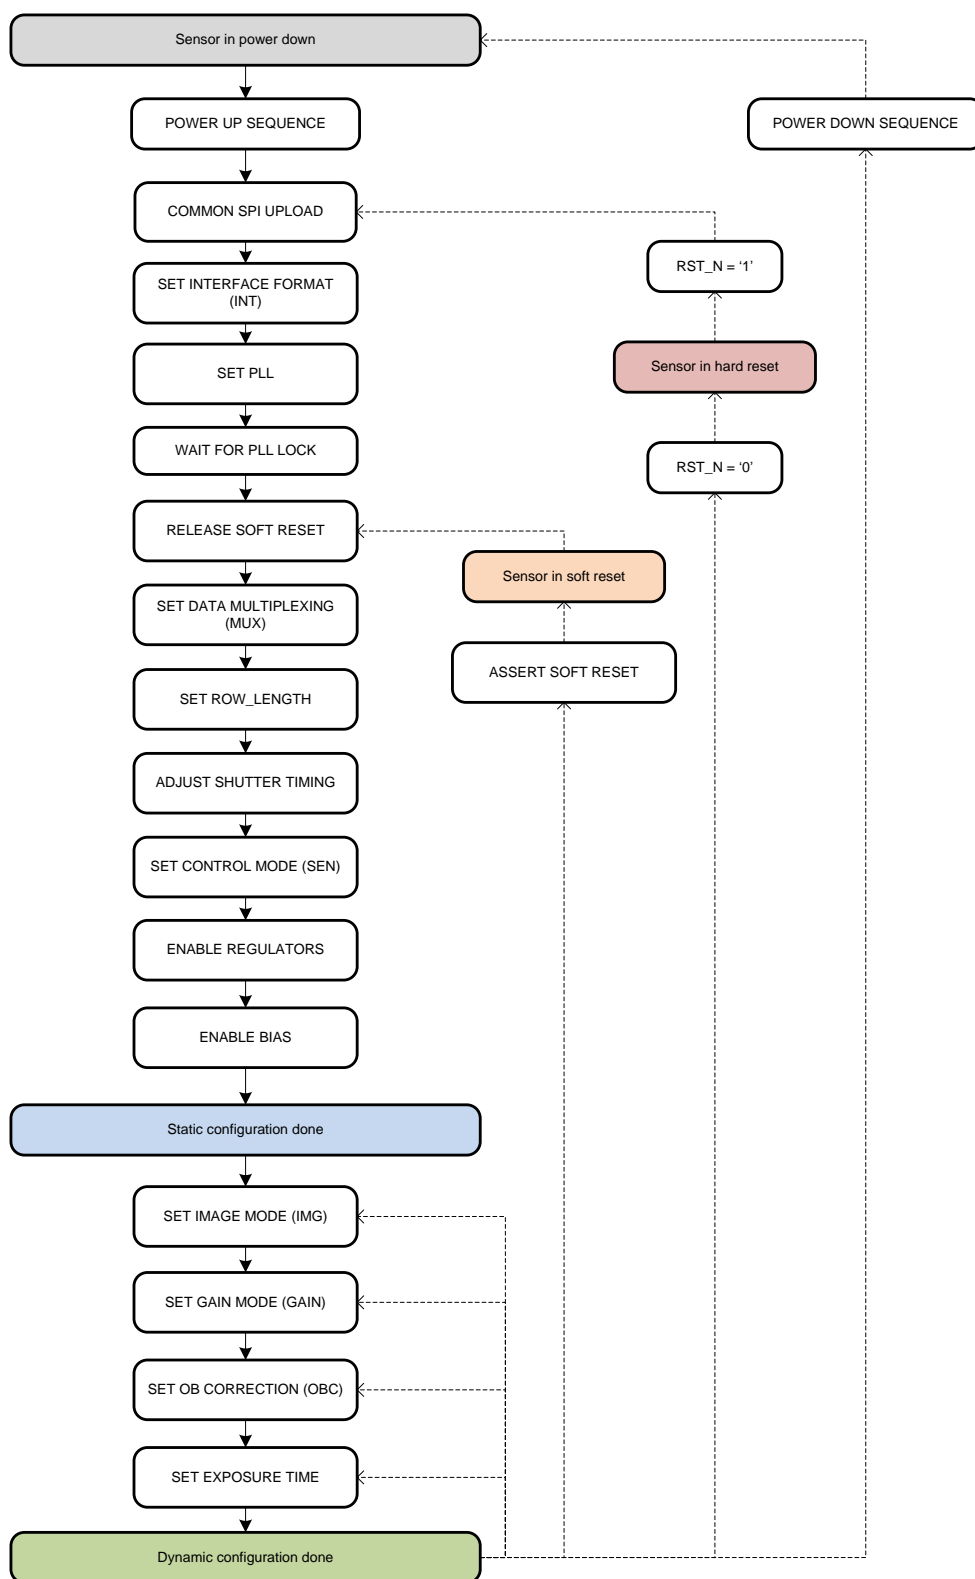 Sensor in power down
POWER UP SEQUENCE
POWER DOWN SEQUENCE
COMMON SPI UPLOAD
RST_N = ‘1’
SET INTERFACE FORMAT
(INT)
Sensor in hard reset
SET PLL
WAIT FOR PLL LOCK
RST_N = ‘0’
RELEASE SOFT RESET
Sensor in soft reset
SET DATA MULTIPLEXING
(MUX)
ASSERT SOFT RESET
SET ROW_LENGTH
ADJUST SHUTTER TIMING
SET CONTROL MODE (SEN)
ENABLE REGULATORS
ENABLE BIAS
Static configuration done
SET IMAGE MODE (IMG)
SET GAIN MODE (GAIN)
SET OB CORRECTION (OBC)
SET EXPOSURE TIME
Dynamic configuration done